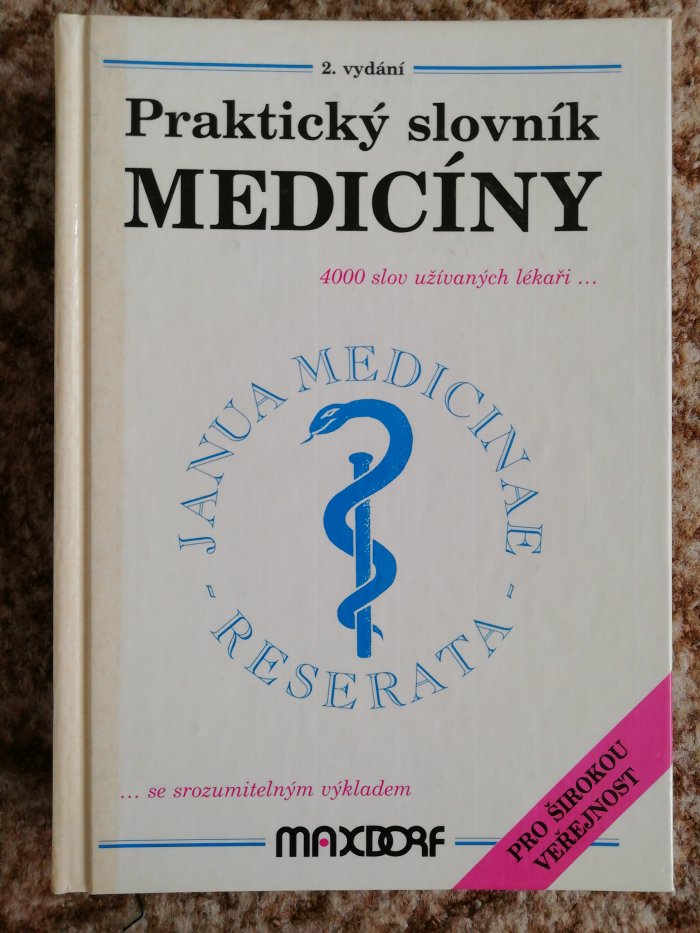 2. vydání
Praktický slovník
MEDICÍNY
4000 slov užívaných lékaři ...
- JANUA MEDICINAE -
RESERATA
... se srozumitelným výkladem
MAXDORF
PRO ŠIROKOU
VEŘEJNOST